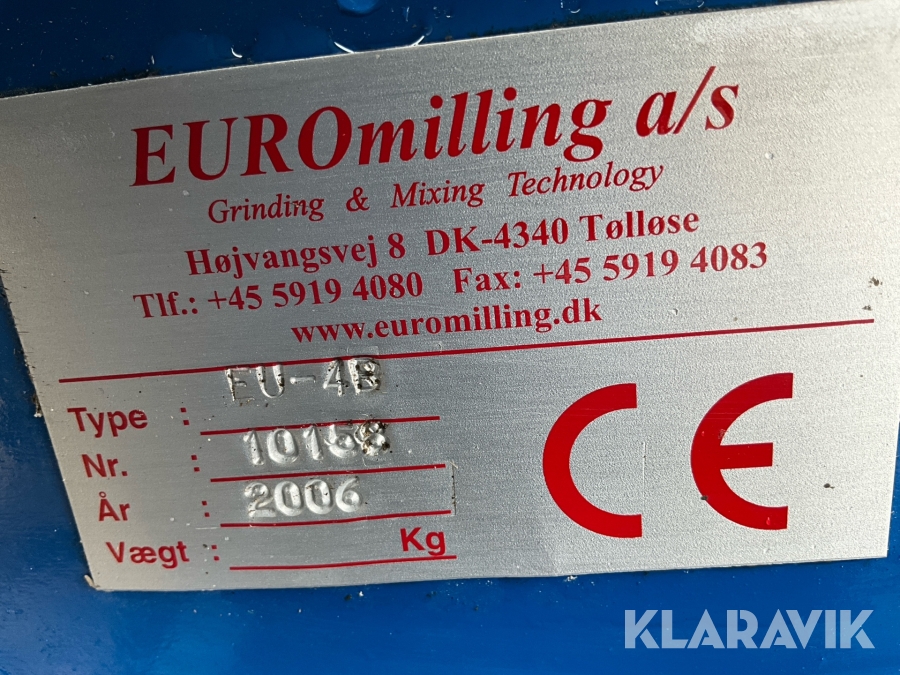 EUROmilling a/s
Grinding & Mixing Technology
Højvangsvej 8 DK-4340 Tølløse
Tlf.: +45 5919 4080 Fax: +45 5919 4083
www.euromilling.dk
Type : EU-4B
Nr. : 10158
År : 2006
Vægt : Kg
CE
KLARAVIK